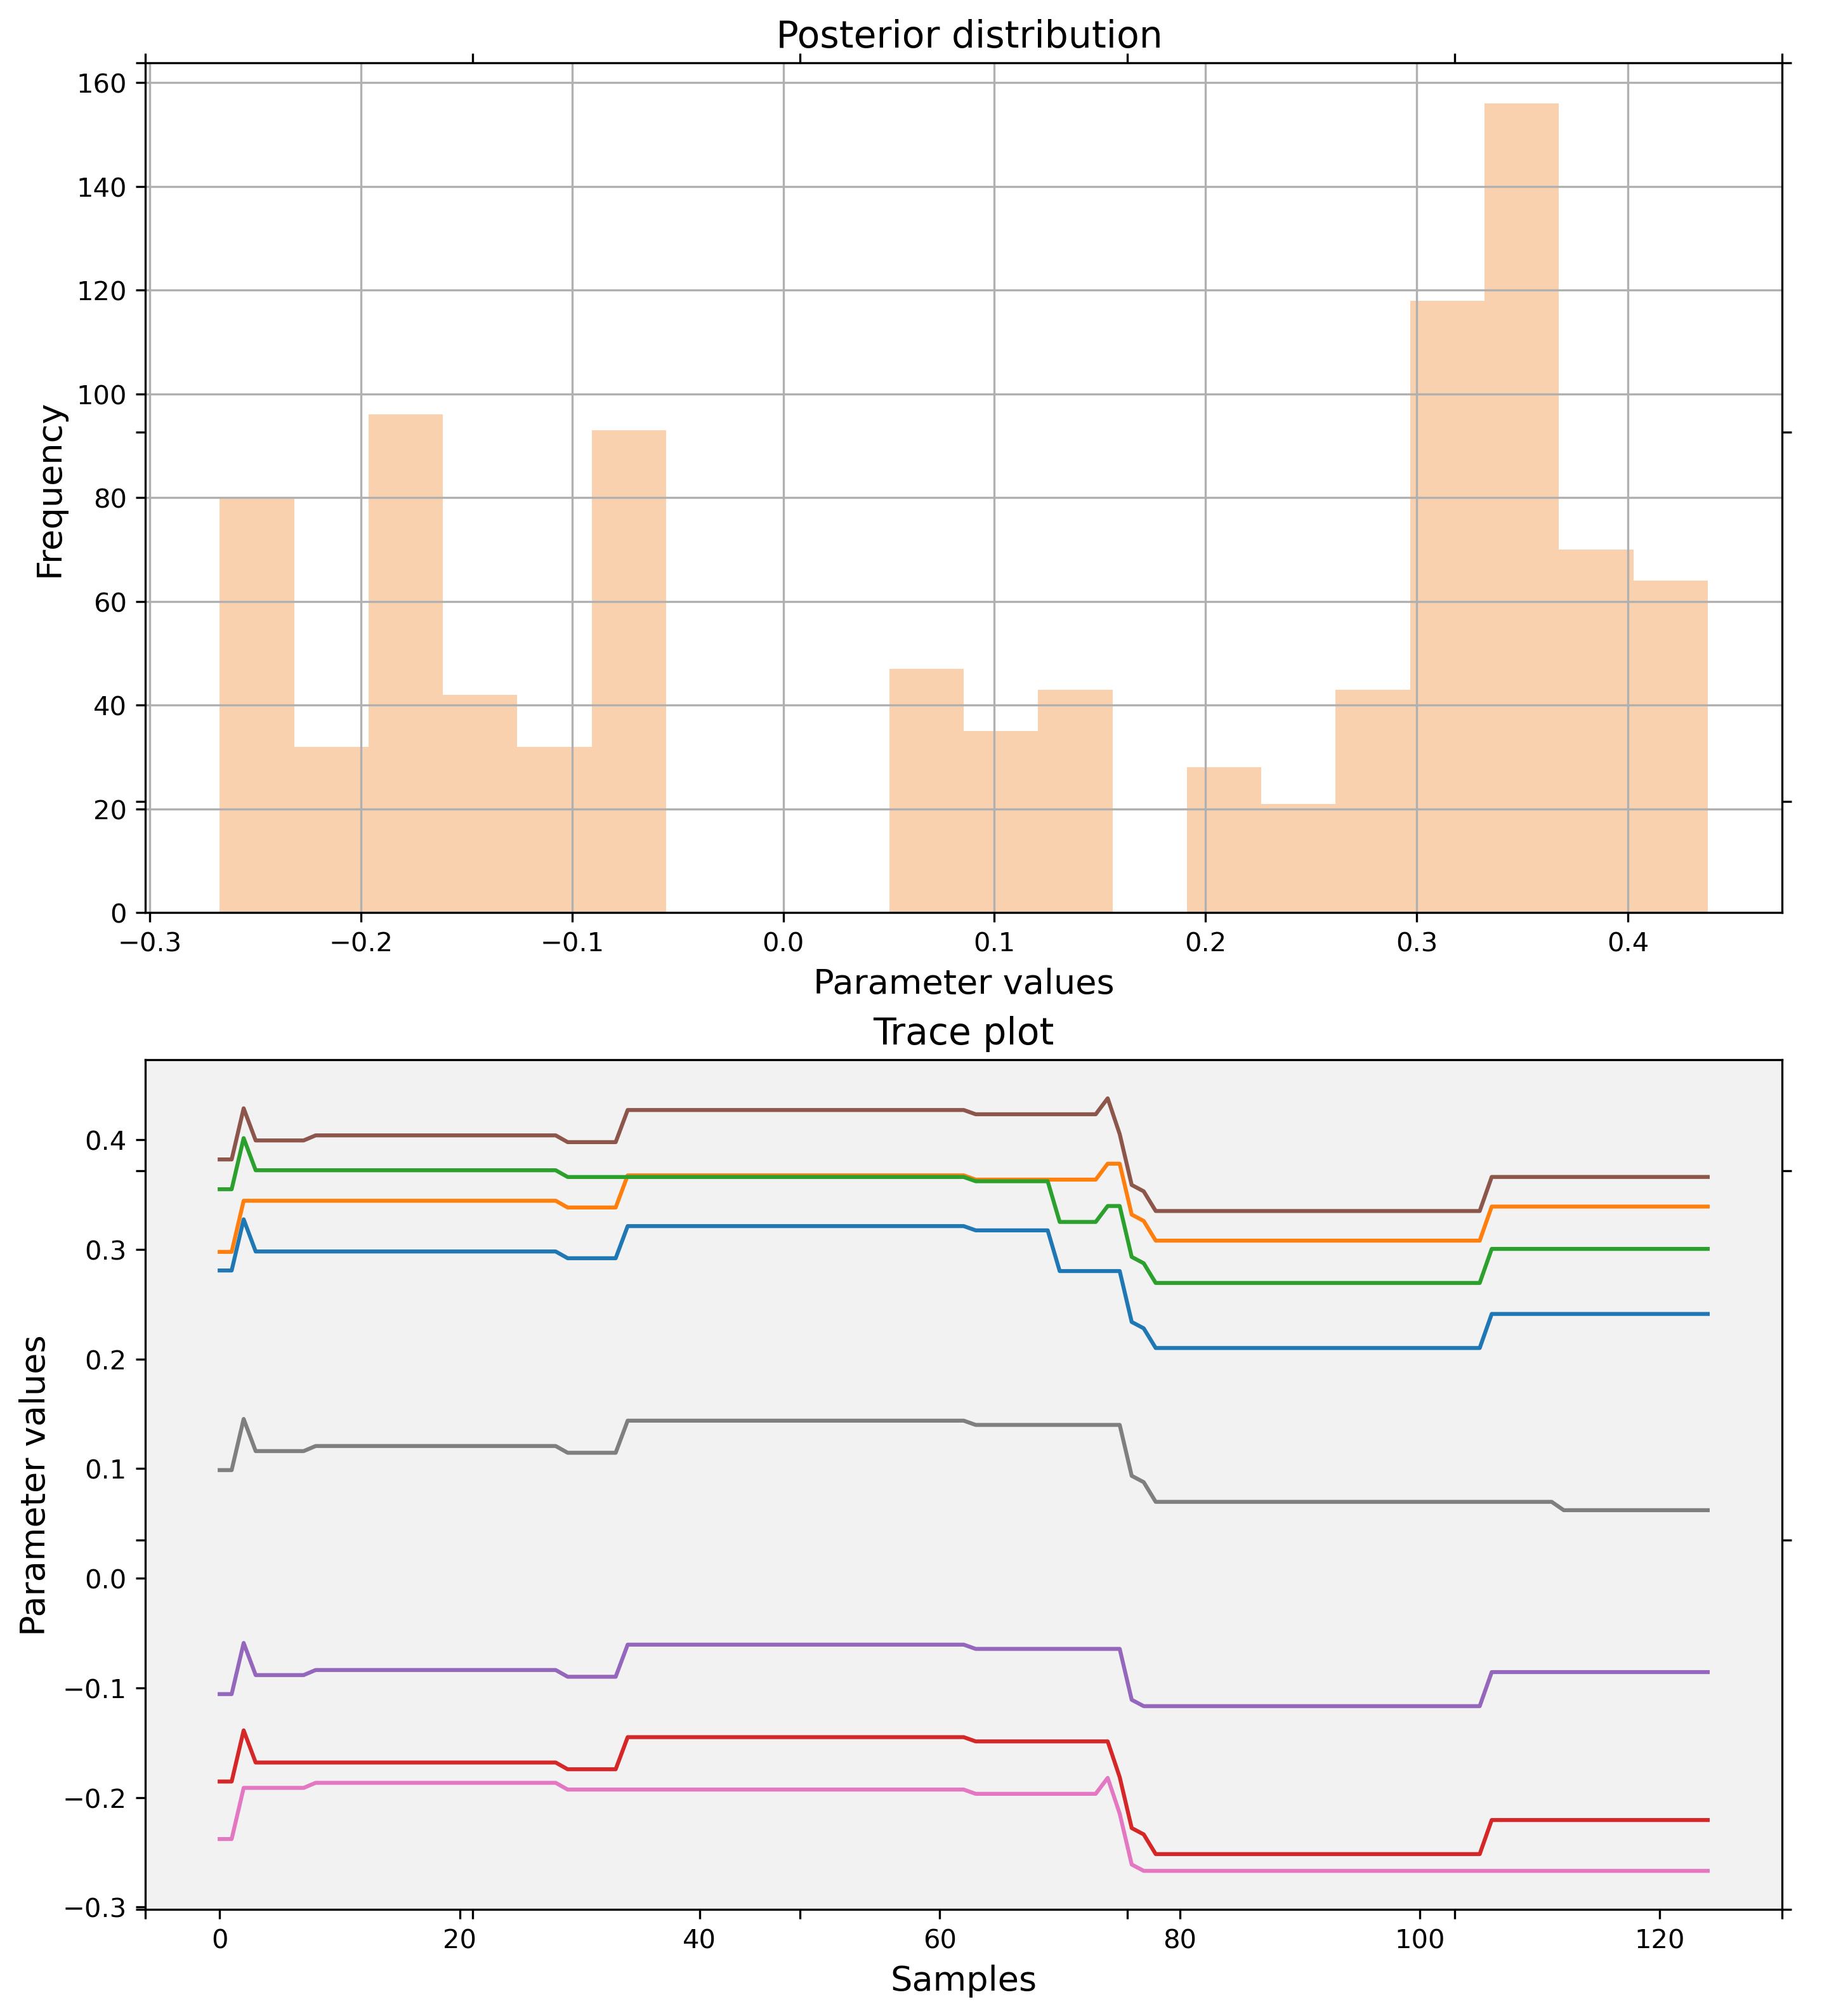 Posterior distribution
160
140
120
100
80
60
40
20
0
Frequency
−0.3 −0.2 −0.1 0.0 0.1 0.2 0.3 0.4
Parameter values
Trace plot
0.4
0.3
0.2
0.1
0.0
−0.1
−0.2
−0.3
Parameter values
0 20 40 60 80 100 120
Samples